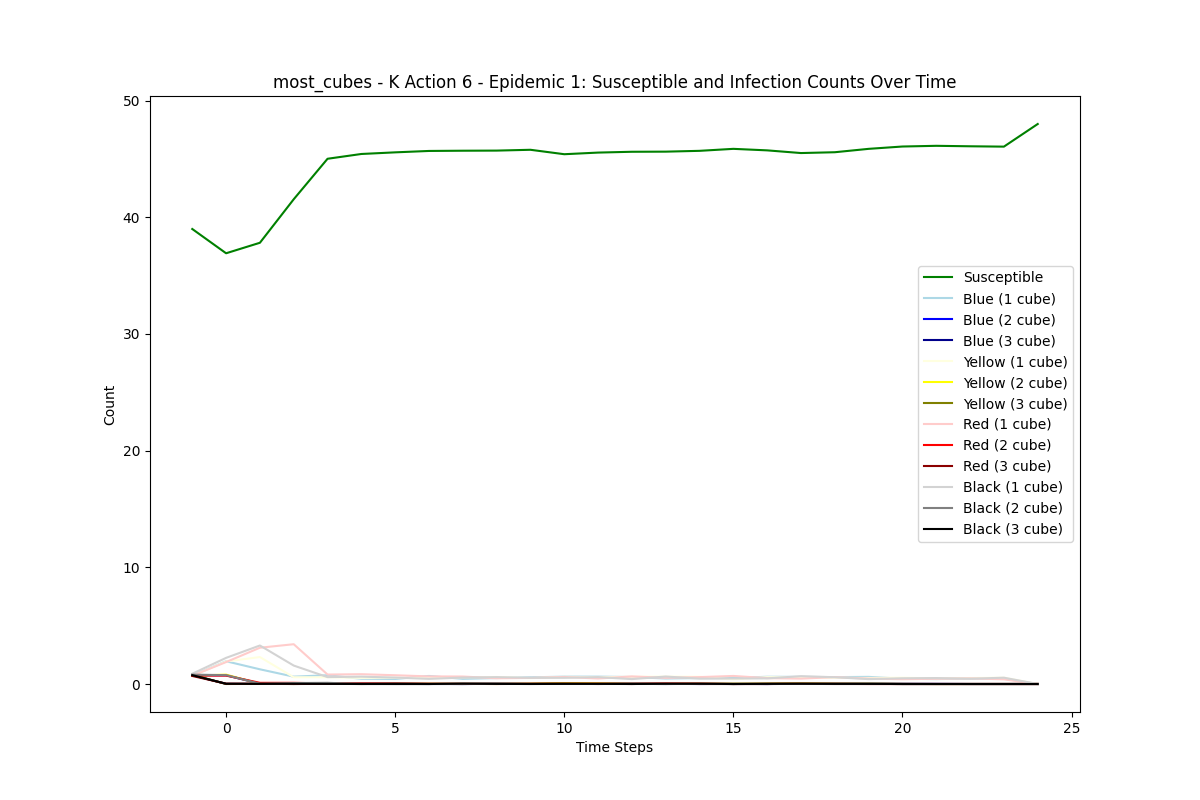 most_cubes - K Action 6 - Epidemic 1: Susceptible and Infection Counts Over Time
50
40
30
20
10
0
Count
Susceptible
Blue (1 cube)
Blue (2 cube)
Blue (3 cube)
Yellow (1 cube)
Yellow (2 cube)
Yellow (3 cube)
Red (1 cube)
Red (2 cube)
Red (3 cube)
Black (1 cube)
Black (2 cube)
Black (3 cube)
0 5 10 15 20 25
Time Steps